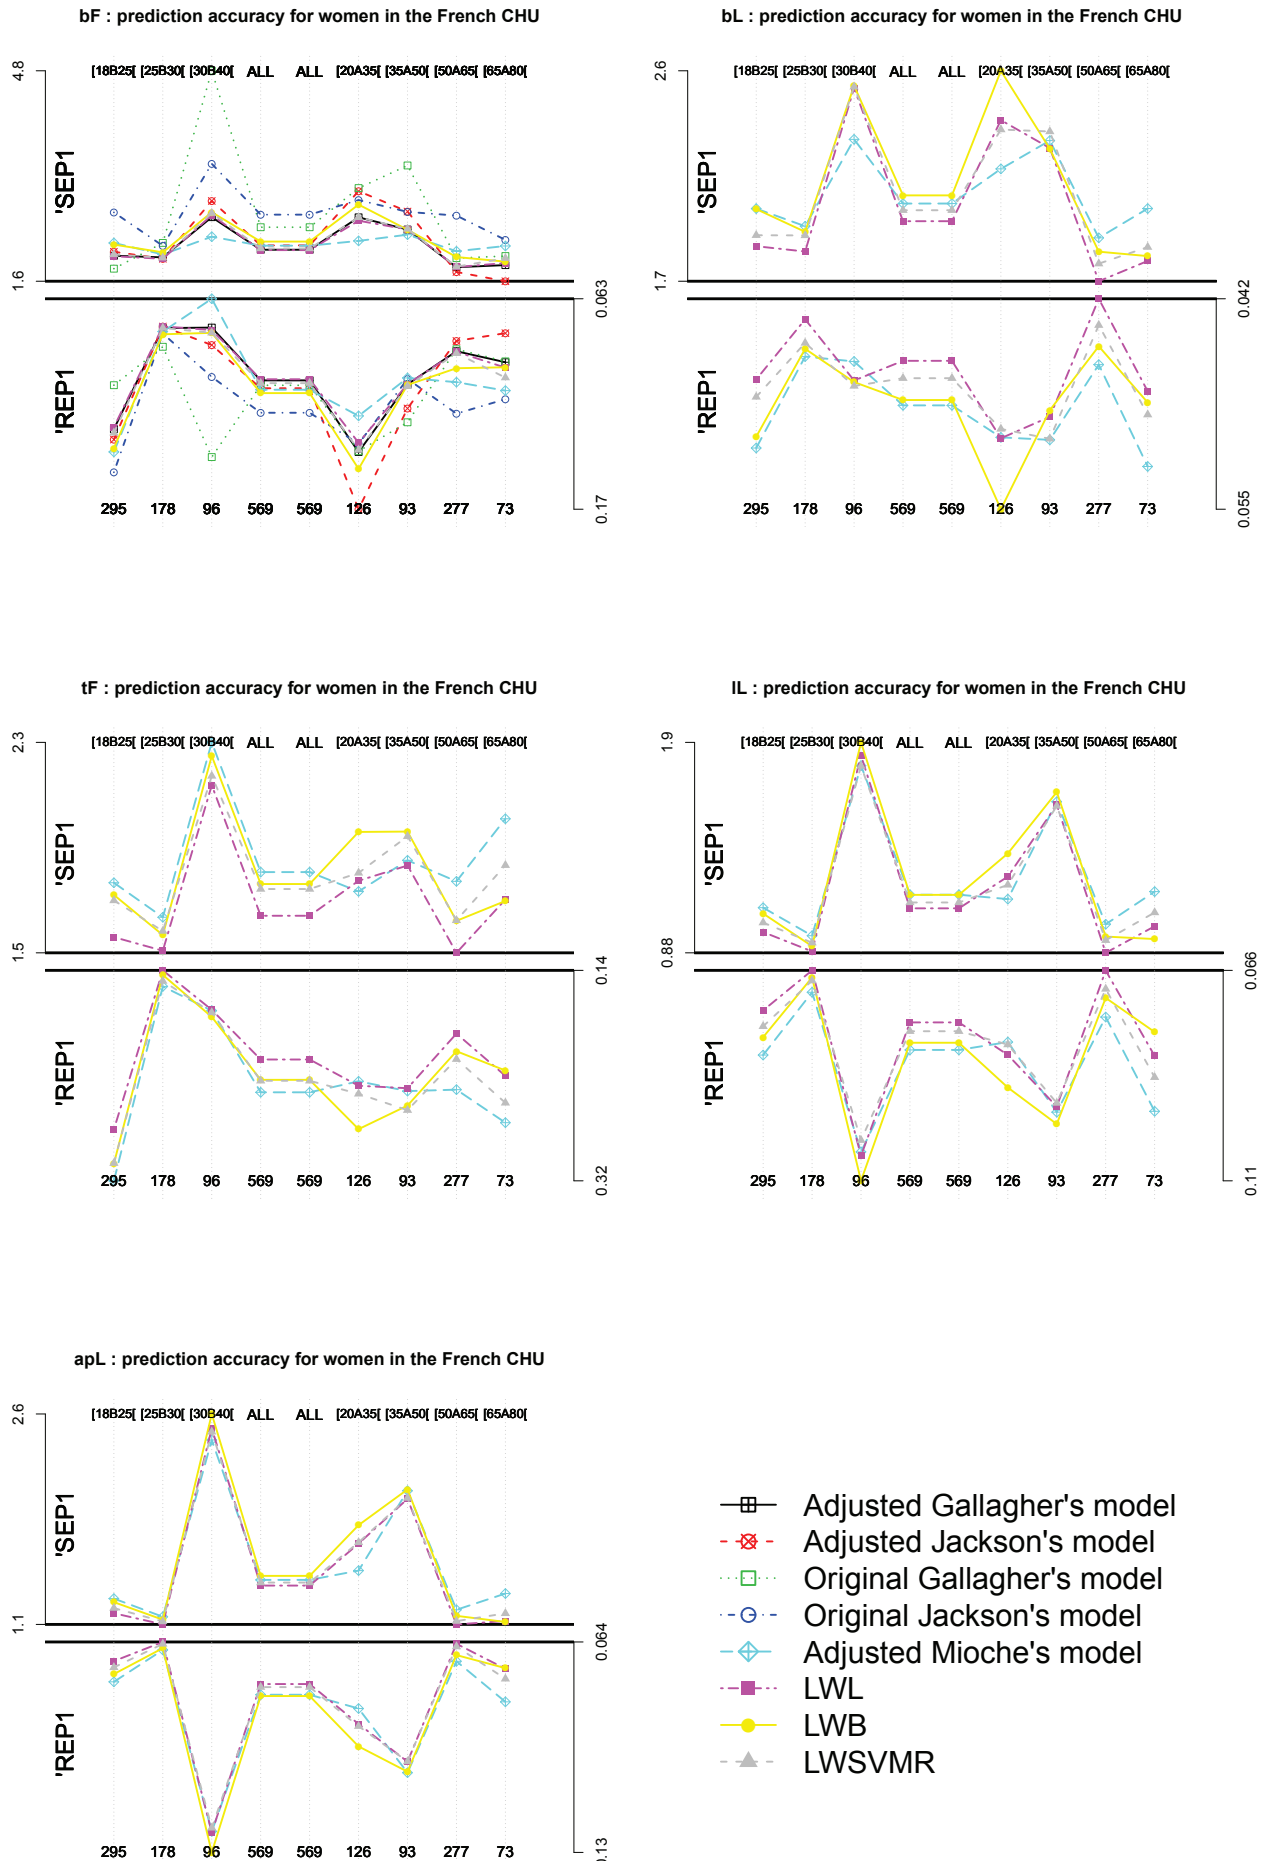 bF : prediction accuracy for women in the French CHU
[18B25[ [25B30[ [30B40[ ALL ALL [20A35[ [35A50[ [50A65[ [65A80[
4.8
'SEP1
1.6
0.063
'REP1
0.17
295 178 96 569 569 126 93 277 73
bL : prediction accuracy for women in the French CHU
[18B25[ [25B30[ [30B40[ ALL ALL [20A35[ [35A50[ [50A65[ [65A80[
2.6
'SEP1
1.7
0.042
'REP1
0.055
295 178 96 569 569 126 93 277 73
tF : prediction accuracy for women in the French CHU
[18B25[ [25B30[ [30B40[ ALL ALL [20A35[ [35A50[ [50A65[ [65A80[
2.3
'SEP1
1.5
0.14
'REP1
0.32
295 178 96 569 569 126 93 277 73
lL : prediction accuracy for women in the French CHU
[18B25[ [25B30[ [30B40[ ALL ALL [20A35[ [35A50[ [50A65[ [65A80[
1.9
'SEP1
0.88
0.066
'REP1
0.11
295 178 96 569 569 126 93 277 73
apL : prediction accuracy for women in the French CHU
[18B25[ [25B30[ [30B40[ ALL ALL [20A35[ [35A50[ [50A65[ [65A80[
2.6
'SEP1
1.1
0.064
'REP1
0.13
295 178 96 569 569 126 93 277 73
Adjusted Gallagher's model
Adjusted Jackson's model
Original Gallagher's model
Original Jackson's model
Adjusted Mioche's model
LWL
LWB
LWSVMR